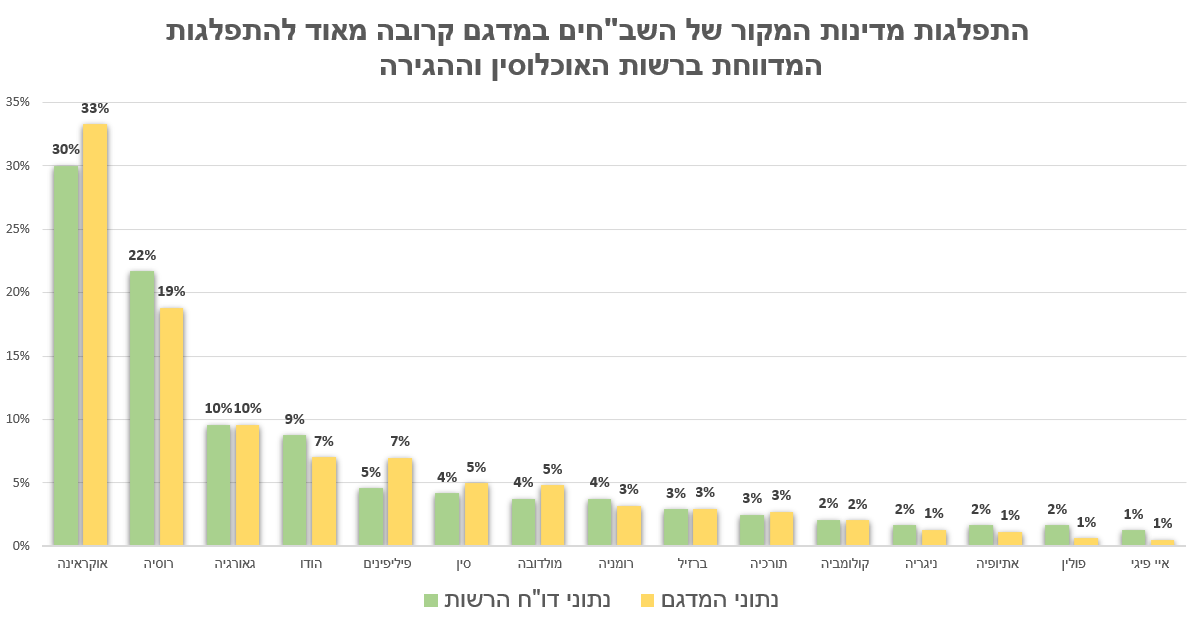 התפלגות מדינות המקור של השב"חים במדגם קרובה מאוד להתפלגות
המדווחת ברשות האוכלוסין וההגירה
35%
30%
25%
20%
15%
10%
5%
0%
30% 33%
22% 19%
10% 10%
9% 7%
5% 7%
4% 5%
4% 5%
4% 3%
3% 3%
3% 3%
2% 2%
2% 1%
2% 1%
2% 1%
1% 1%
אוקראינה
רוסיה
גאורגיה
הודו
פיליפינים
סין
מולדובה
רומניה
ברזיל
תורכיה
קולומביה
ניגריה
אתיופיה
פולין
איי פיגי
נתוני דו"ח הרשות
נתוני המדגם